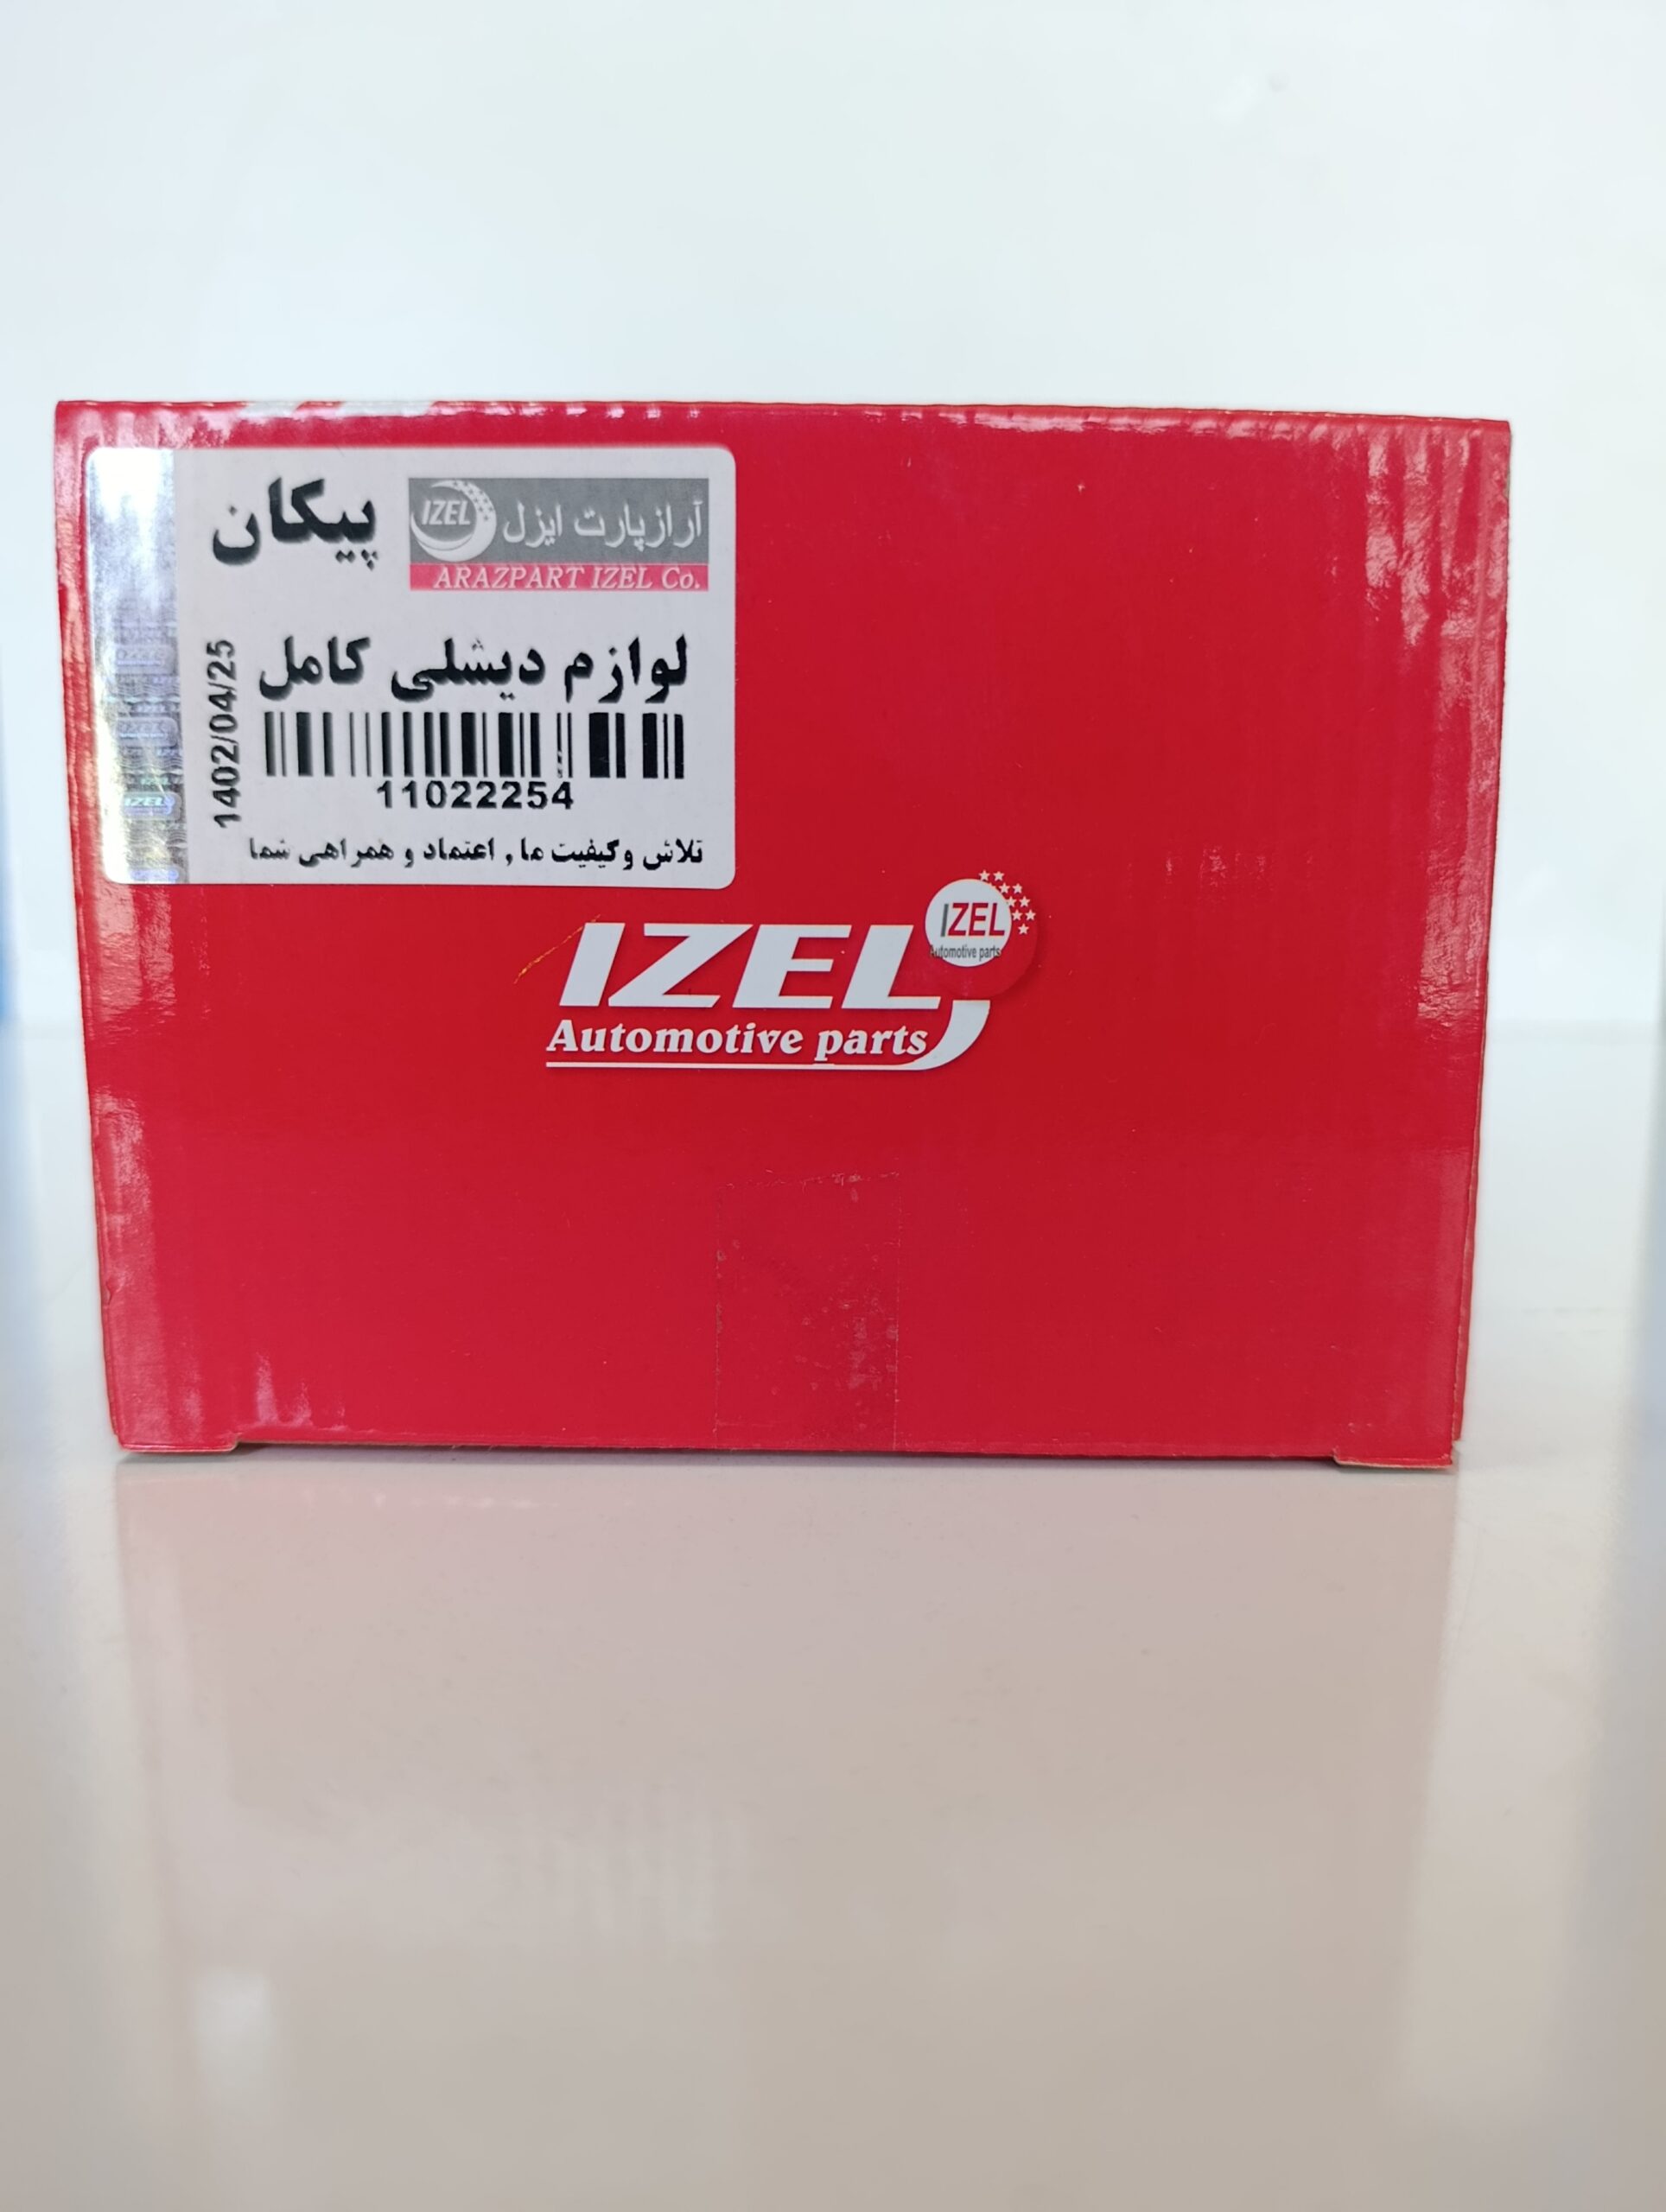 پیکان
IZEL
آرازپارت ایزل
ARAZPART IZEL Co.
لوازم دیشلی کامل
1402/04/25
11022254
تلاش وکیفیت ما , اعتماد و همراهی شما
IZEL
IZEL
IZEL
Automotive parts
Automotive parts